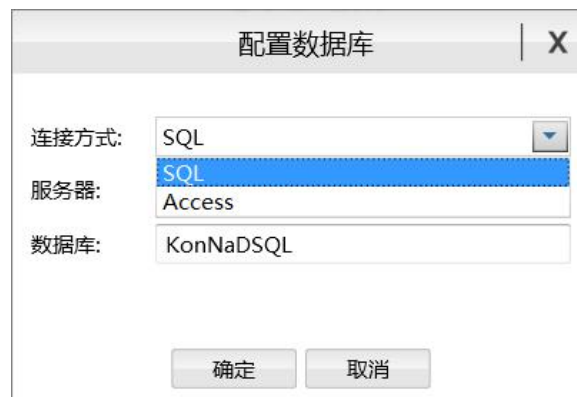 配置数据库 X
连接方式: SQL
SQL
服务器:
Access
数据库: KonNaDSQL
确定 取消